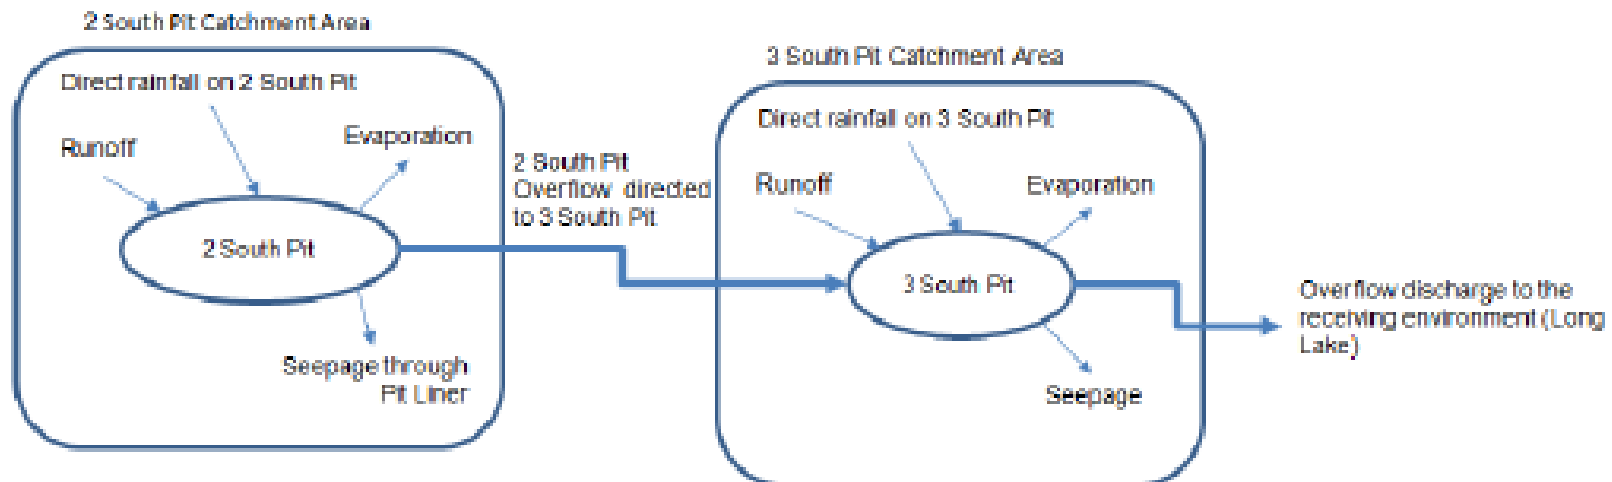 2 South Pit Catchment Area
Direct rainfall on 2 South Pit
Runoff
Evaporation
2 South Pit
Seepage through
Pit Liner
2 South Pit
Overflow directed
to 3 South Pit
3 South Pit Catchment Area
Direct rainfall on 3 South Pit
Runoff
Evaporation
3 South Pit
Seepage
Overflow discharge to the
receiving environment (Long
Lake)